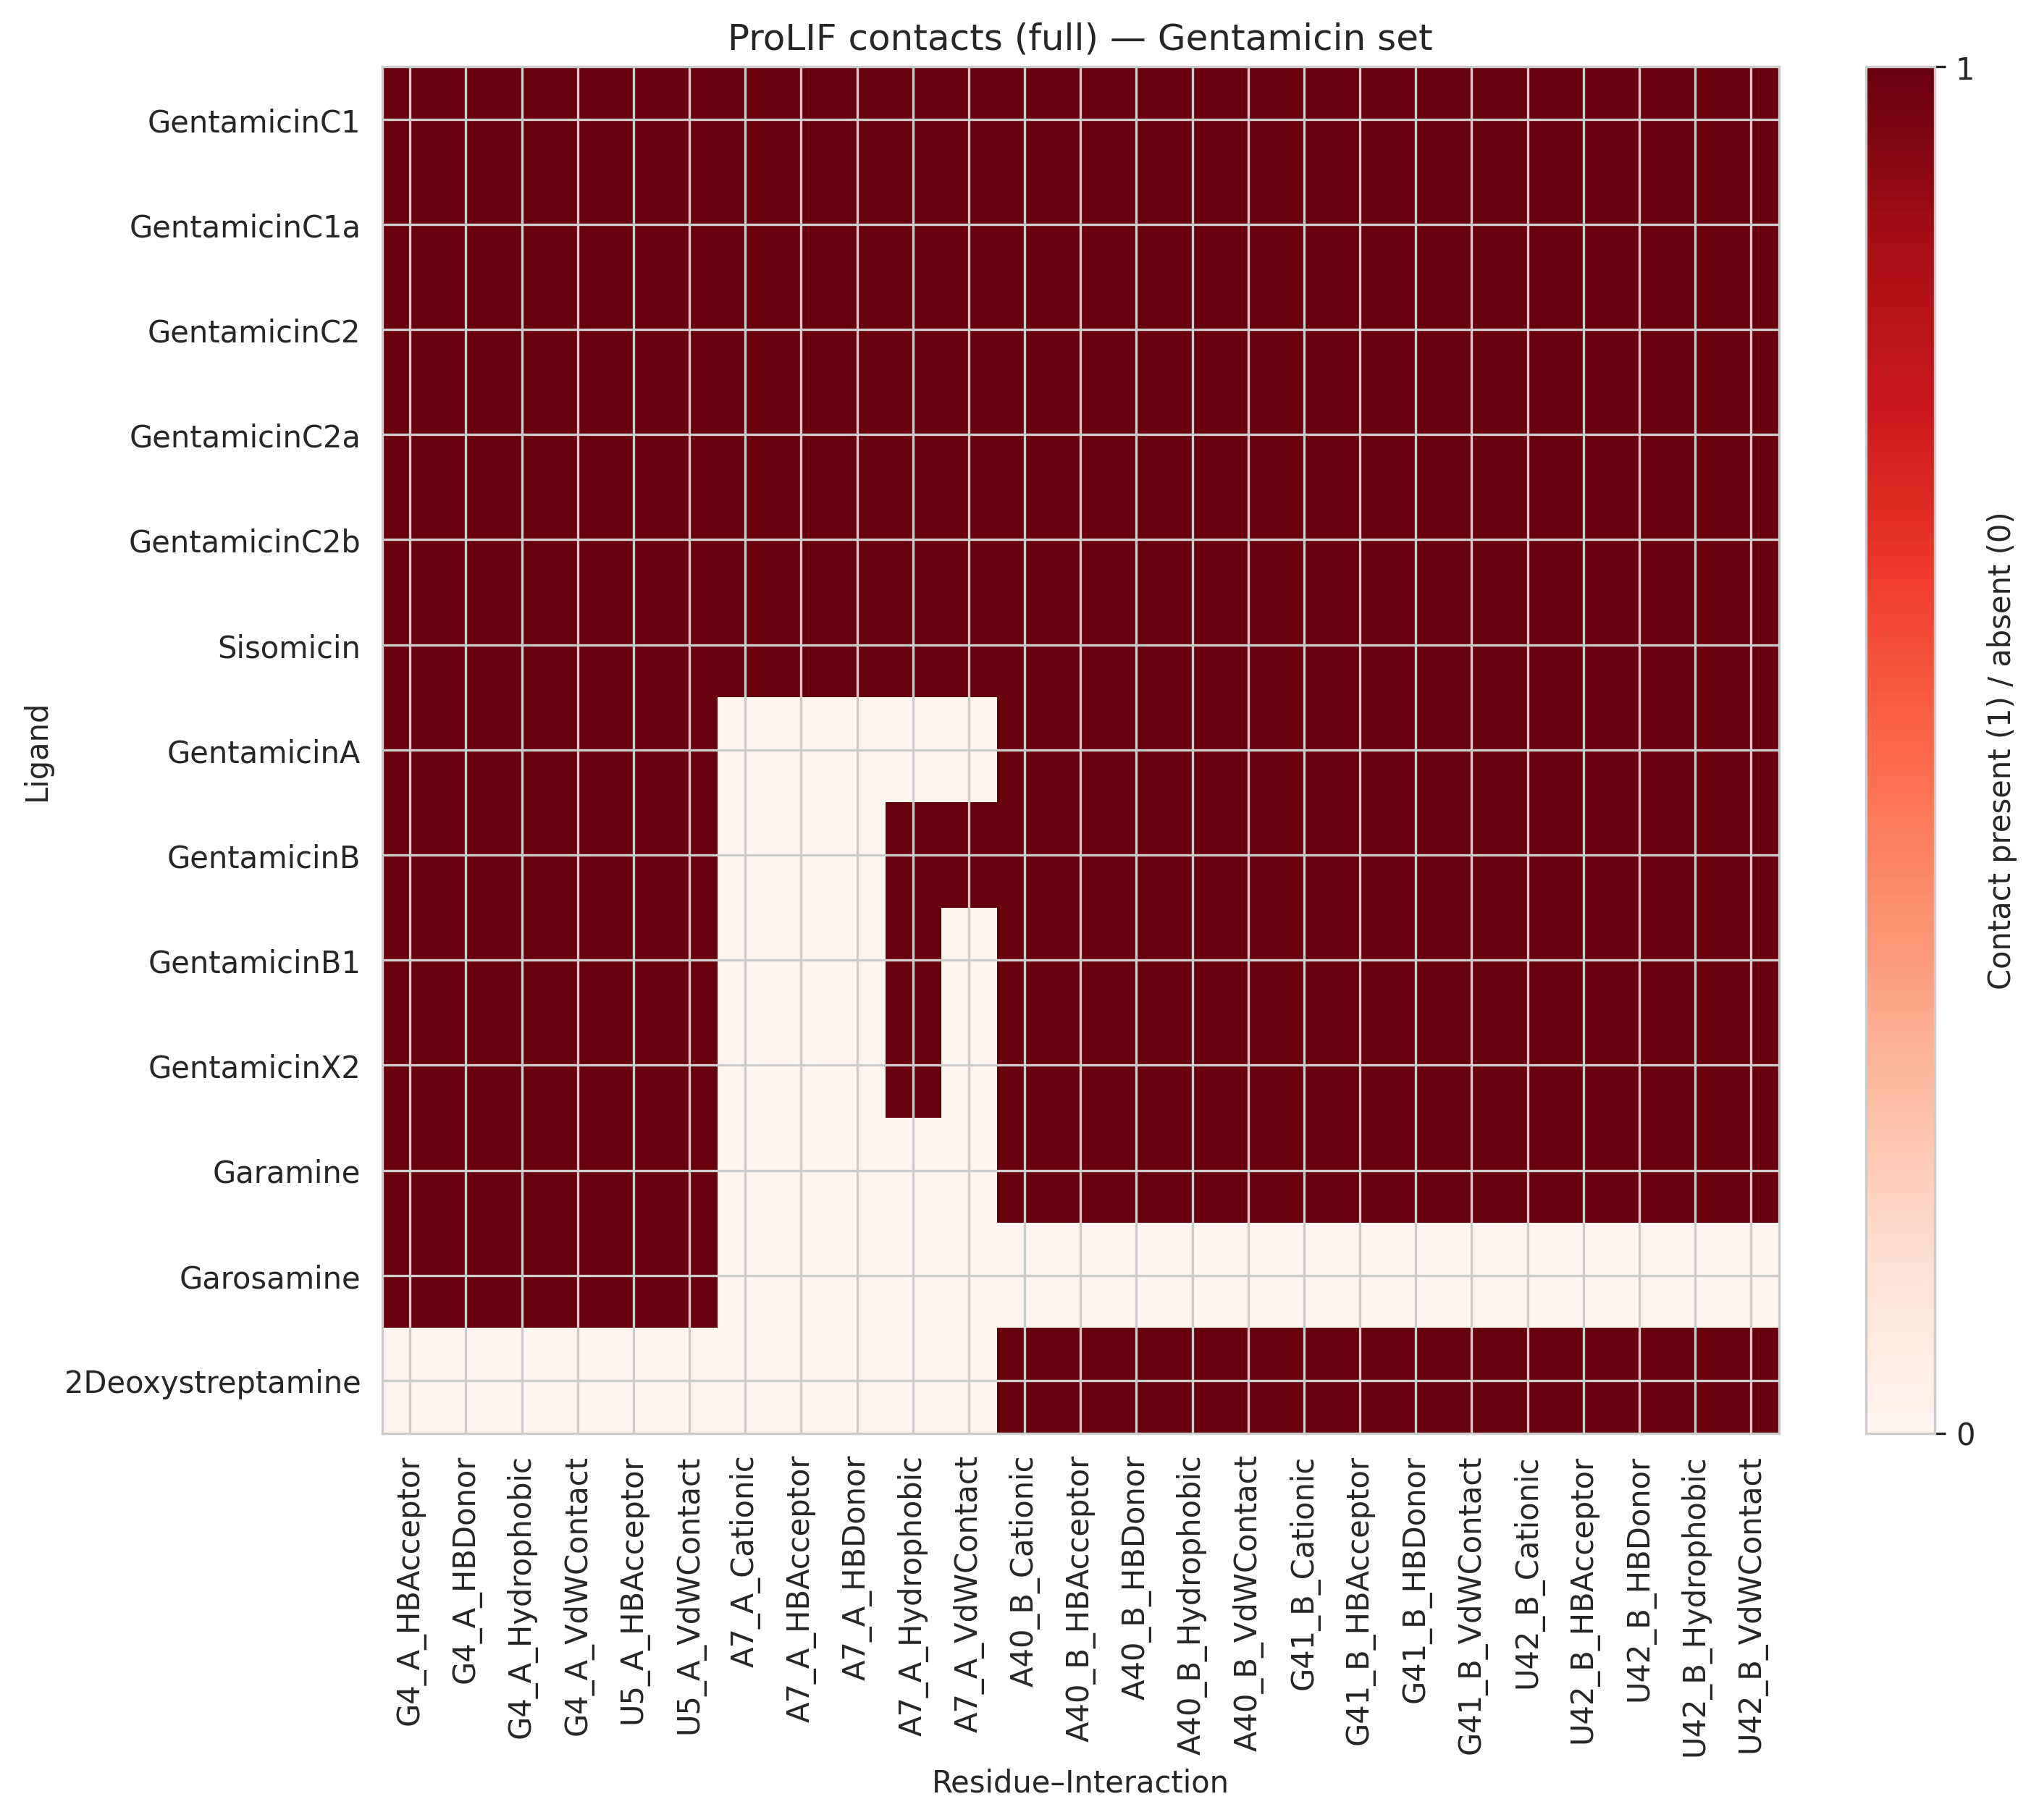 ProLIF contacts (full) — Gentamicin set
Ligand
GentamicinC1
GentamicinC1a
GentamicinC2
GentamicinC2a
GentamicinC2b
Sisomicin
GentamicinA
GentamicinB
GentamicinB1
GentamicinX2
Garamine
Garosamine
2Deoxystreptamine
G4_A_HBAcceptor
G4_A_HBDonor
G4_A_Hydrophobic
G4_A_VdWContact
U5_A_HBAcceptor
U5_A_VdWContact
A7_A_Cationic
A7_A_HBAcceptor
A7_A_HBDonor
A7_A_Hydrophobic
A7_A_VdWContact
A40_B_Cationic
A40_B_HBAcceptor
A40_B_HBDonor
A40_B_Hydrophobic
A40_B_VdWContact
G41_B_Cationic
G41_B_HBAcceptor
G41_B_HBDonor
G41_B_VdWContact
U42_B_Cationic
U42_B_HBAcceptor
U42_B_HBDonor
U42_B_Hydrophobic
U42_B_VdWContact
Residue–Interaction
1
0
Contact present (1) / absent (0)